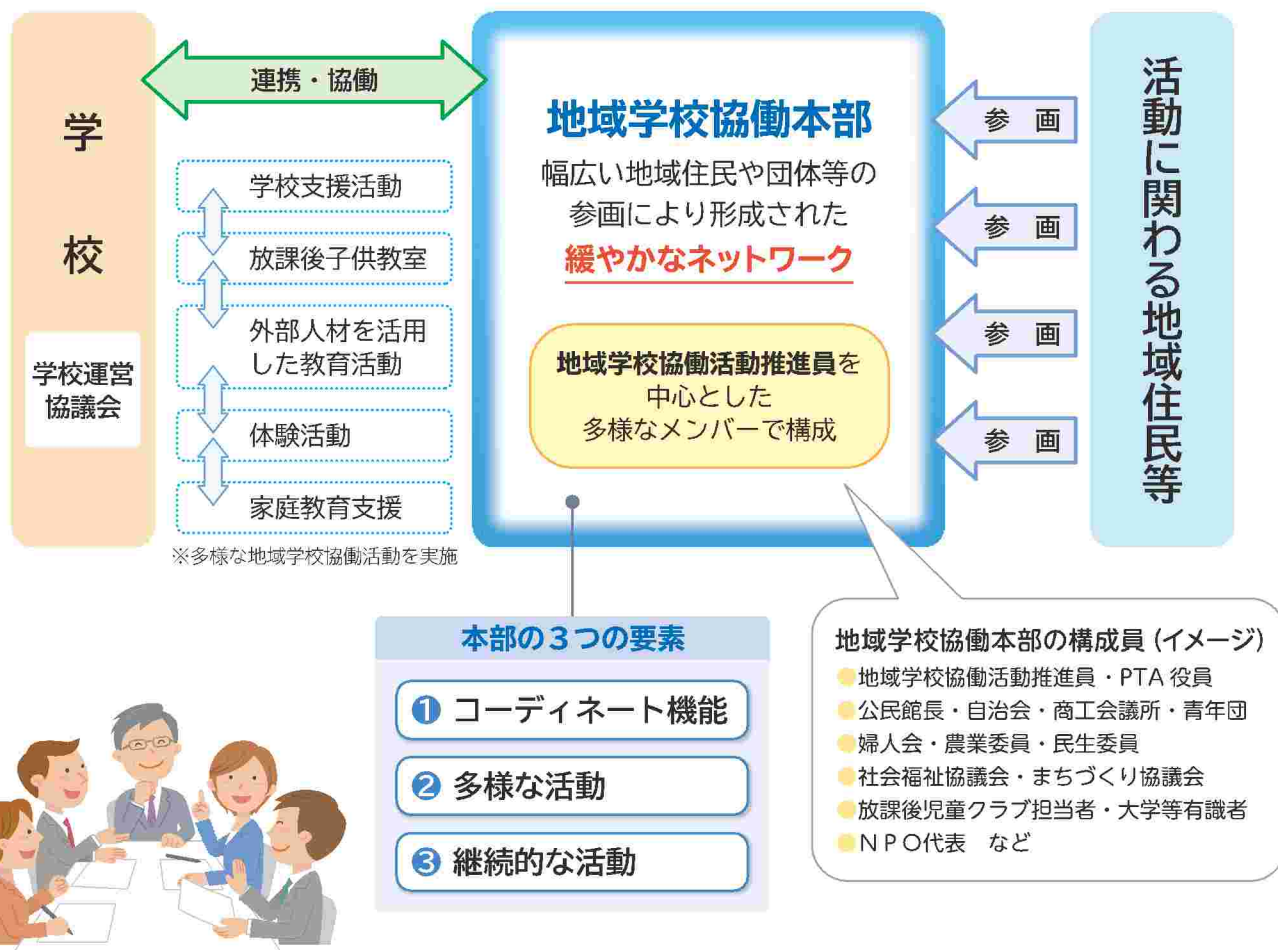 学校
学校運営
協議会
連携・協働
学校支援活動
放課後子供教室
外部人材を活用
した教育活動
体験活動
家庭教育支援
※多様な地域学校協働活動を実施
地域学校協働本部
幅広い地域住民や団体等の
参画により形成された
緩やかなネットワーク
地域学校協働活動推進員を
中心とした
多様なメンバーで構成
参 画
参 画
参 画
参 画
活動に関わる地域住民等
本部の3つの要素
❶ コーディネート機能
❷ 多様な活動
❸ 継続的な活動
地域学校協働本部の構成員(イメージ)
●地域学校協働活動推進員・PTA 役員
●公民館長・自治会・商工会議所・青年団
●婦人会・農業委員・民生委員
●社会福祉協議会・まちづくり協議会
●放課後児童クラブ担当者・大学等有識者
●NPO代表 など